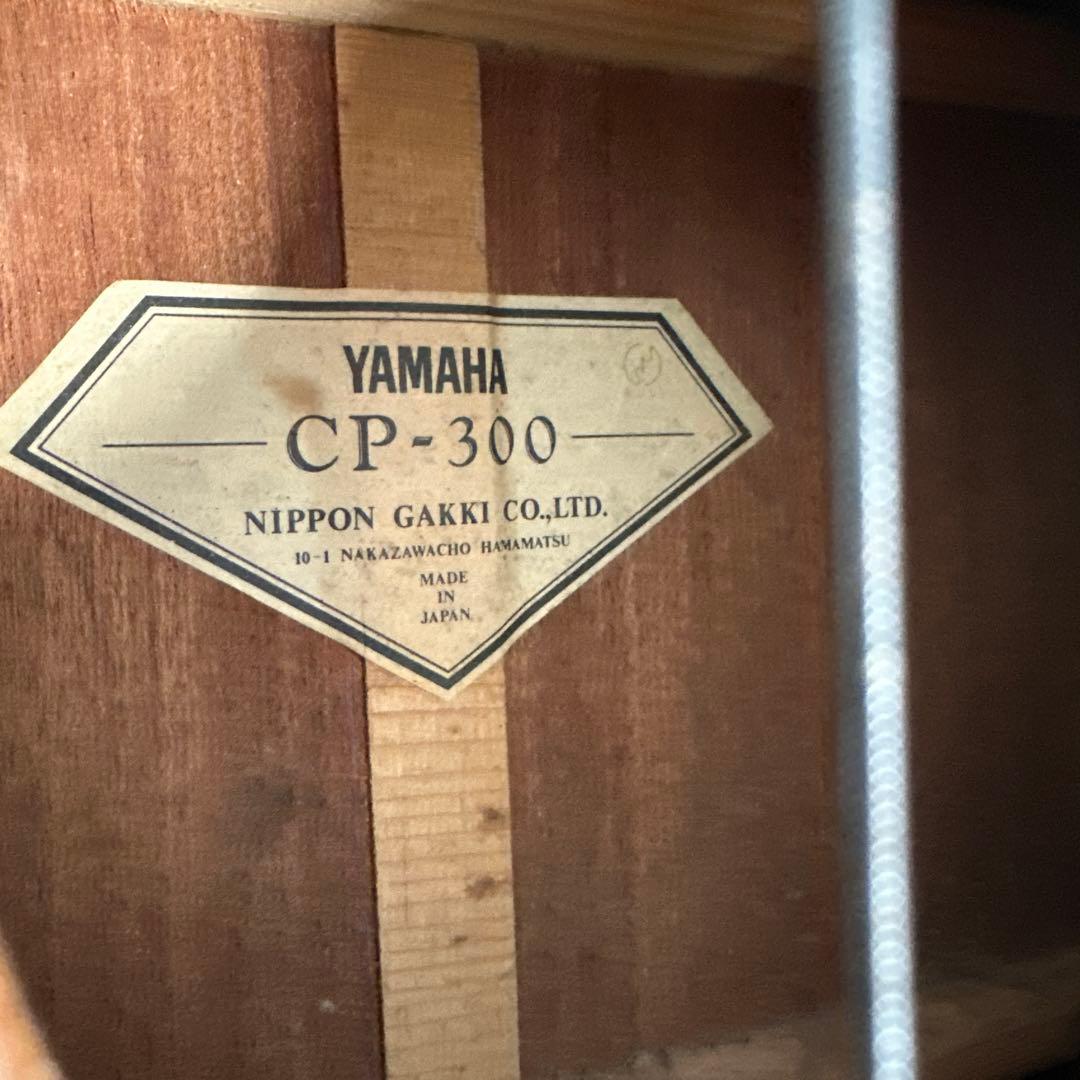 YAMAHA
CP-300
NIPPON GAKKI CO.,LTD.
10-1 NAKAZAWACHO HAMAMATSU
MADE
IN
JAPAN